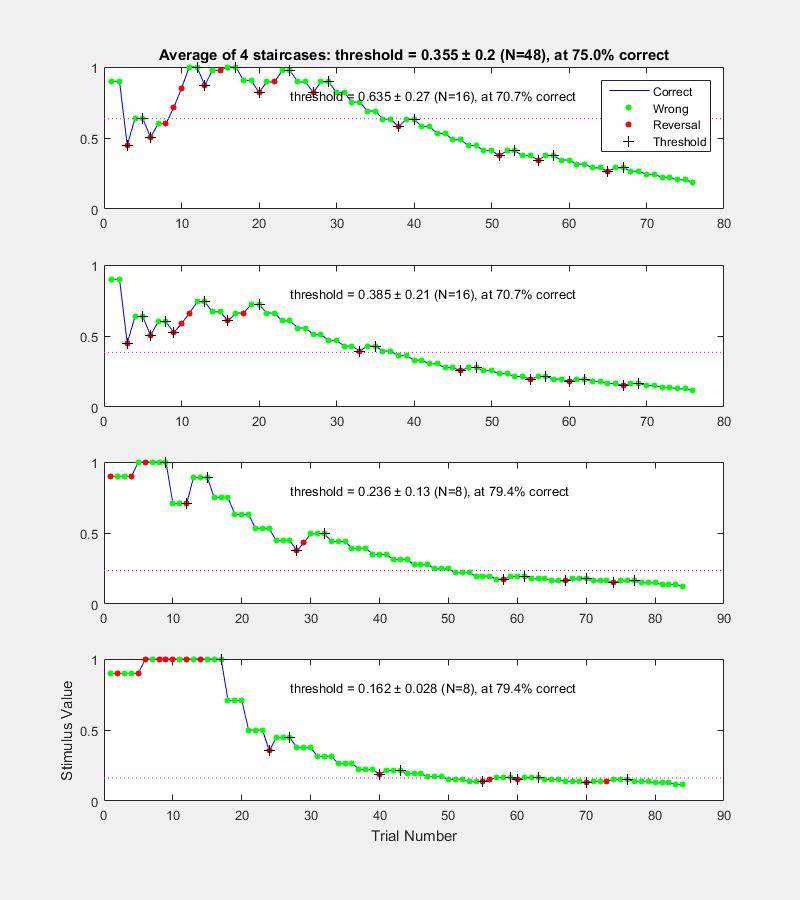 Average of 4 staircases: threshold = 0.355 ± 0.2 (N=48), at 75.0% correct
1
0.5
0
threshold = 0.635 ± 0.27 (N=16), at 70.7% correct
Correct
Wrong
Reversal
Threshold
0 10 20 30 40 50 60 70 80
1
0.5
0
threshold = 0.385 ± 0.21 (N=16), at 70.7% correct
0 10 20 30 40 50 60 70 80
1
0.5
0
threshold = 0.236 ± 0.13 (N=8), at 79.4% correct
0 10 20 30 40 50 60 70 80 90
Stimulus Value
1
0.5
0
threshold = 0.162 ± 0.028 (N=8), at 79.4% correct
0 10 20 30 40 50 60 70 80 90
Trial Number